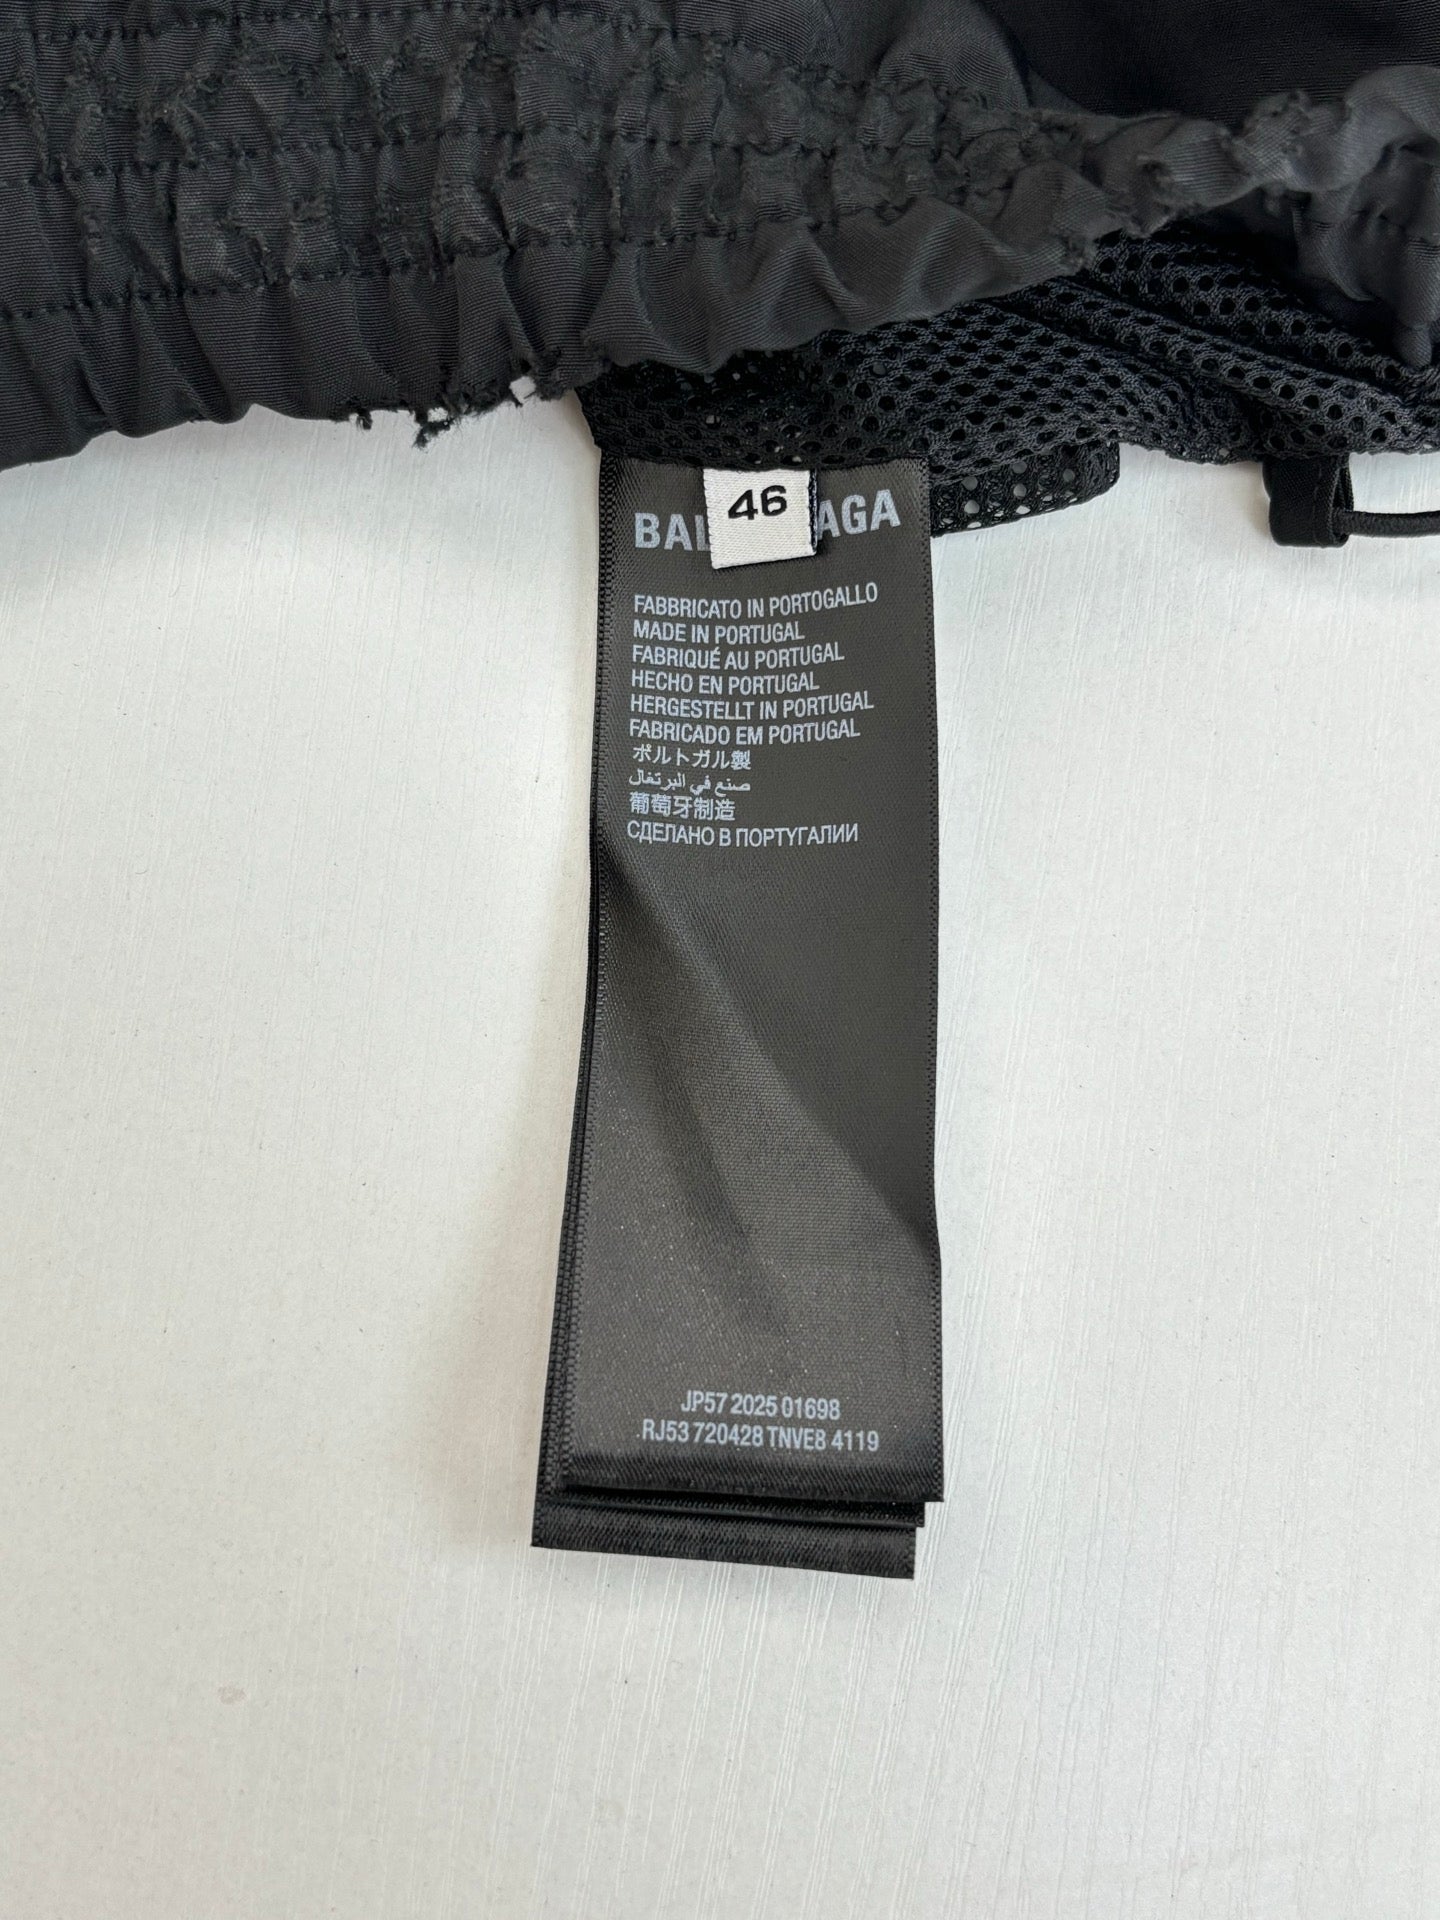 46
BAL AGA
FABBRICATO IN PORTOGALLO
MADE IN PORTUGAL
FABRIQUÉ AU PORTUGAL
HECHO EN PORTUGAL
HERGESTELLT IN PORTUGAL
FABRICADO EM PORTUGAL
ポルトガル製
صنع في البرتغال
葡萄牙制造
СДЕЛАНО В ПОРТУГАЛИИ
JP57 2025 01698
RJ53 720428 TNVE8 4119